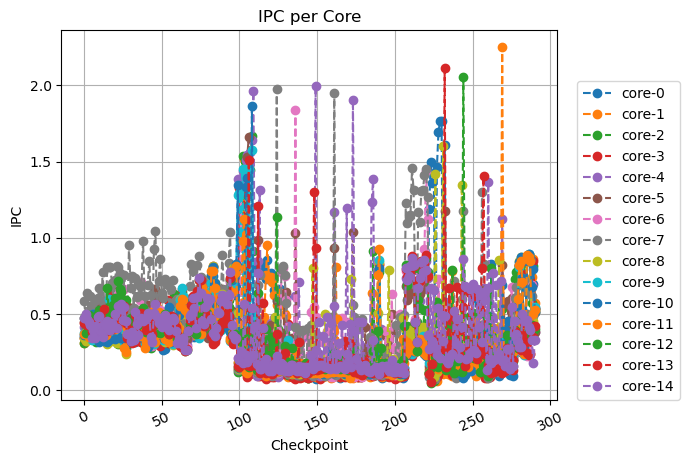 IPC per Core
IPC
2.0
1.5
1.0
0.5
0.0
0
50
100
150
200
250
300
Checkpoint
core-0
core-1
core-2
core-3
core-4
core-5
core-6
core-7
core-8
core-9
core-10
core-11
core-12
core-13
core-14